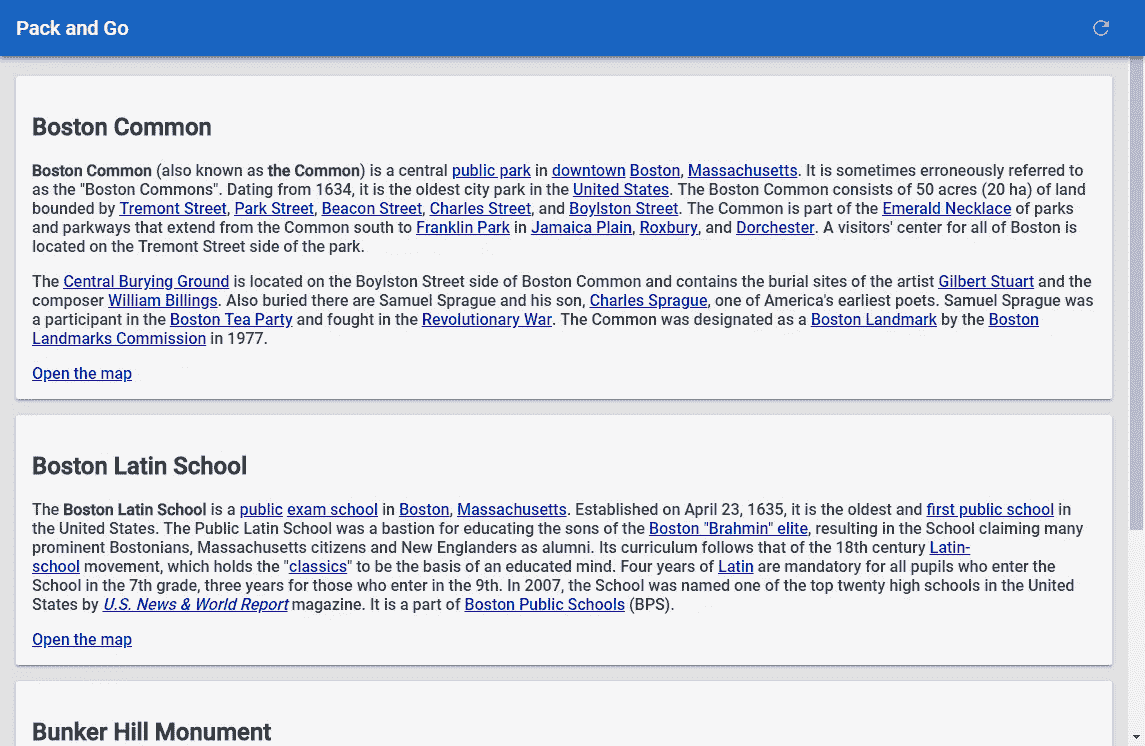 Pack and Go
Boston Common
Boston Common (also known as the Common) is a central public park in downtown Boston, Massachusetts. It is sometimes erroneously referred to
as the "Boston Commons". Dating from 1634, it is the oldest city park in the United States. The Boston Common consists of 50 acres (20 ha) of land
bounded by Tremont Street, Park Street, Beacon Street, Charles Street, and Boylston Street. The Common is part of the Emerald Necklace of parks
and parkways that extend from the Common south to Franklin Park in Jamaica Plain, Roxbury, and Dorchester. A visitors' center for all of Boston is
located on the Tremont Street side of the park.
The Central Burying Ground is located on the Boylston Street side of Boston Common and contains the burial sites of the artist Gilbert Stuart and the
composer William Billings. Also buried there are Samuel Sprague and his son, Charles Sprague, one of America's earliest poets. Samuel Sprague was
a participant in the Boston Tea Party and fought in the Revolutionary War. The Common was designated as a Boston Landmark by the Boston
Landmarks Commission in 1977.
Open the map
Boston Latin School
The Boston Latin School is a public exam school in Boston, Massachusetts. Established on April 23, 1635, it is the oldest and first public school in
the United States. The Public Latin School was a bastion for educating the sons of the Boston "Brahmin" elite, resulting in the School claiming many
prominent Bostonians, Massachusetts citizens and New Englanders as alumni. Its curriculum follows that of the 18th century Latin-
school movement, which holds the "classics" to be the basis of an educated mind. Four years of Latin are mandatory for all pupils who enter the
School in the 7th grade, three years for those who enter in the 9th. In 2007, the School was named one of the top twenty high schools in the United
States by U.S. News & World Report magazine. It is a part of Boston Public Schools (BPS).
Open the map
Bunker Hill Monument